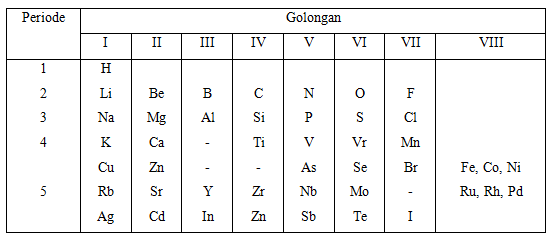 Periode Golongan
I II III IV V VI VII VIII
1 H
2 Li Be B C N O F
3 Na Mg Al Si P S Cl
4 K Ca - Ti V Vr Mn
Cu Zn - - As Se Br Fe, Co, Ni
5 Rb Sr Y Zr Nb Mo - Ru, Rh, Pd
Ag Cd In Zn Sb Te I